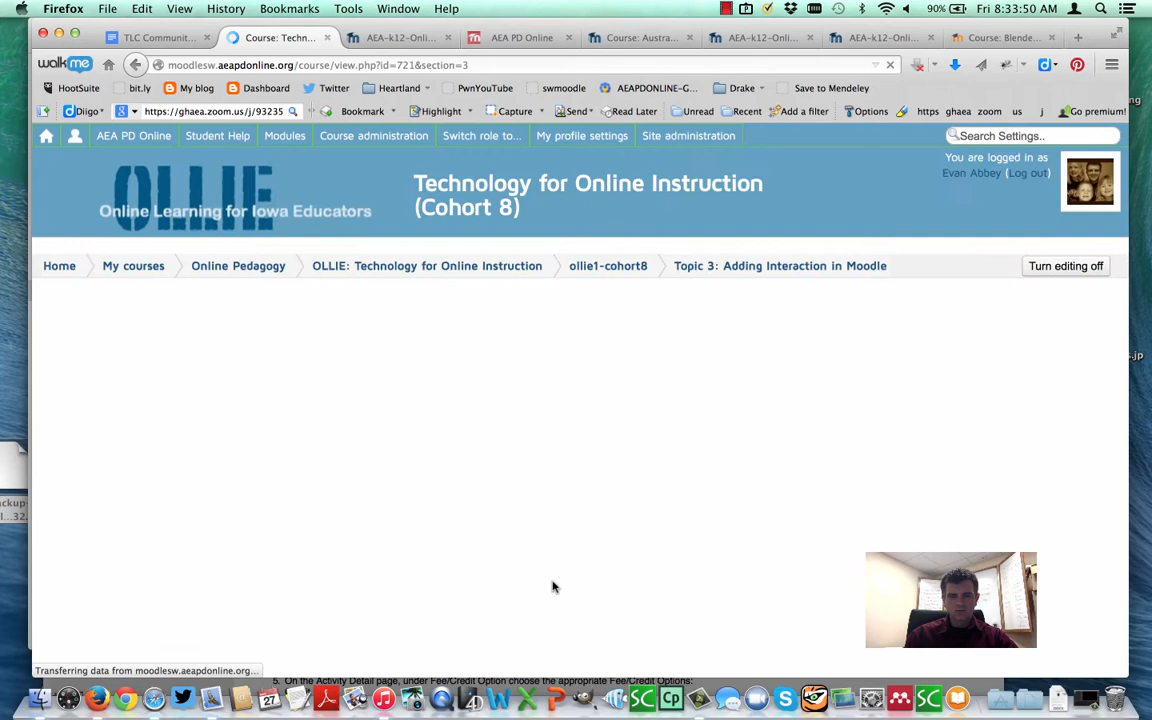 Firefox File Edit View History Bookmarks Tools Window Help 90% Fri 8:33:50 AM
TLC Communit... Course: Techn... AEA-k12-Onli... AEA PD Online Course: Austra... AEA-k12-Onli... AEA-k12-Onli... Course: Blende...
walkme moodlesw.aeapdonline.org/course/view.php?id=721&section=3
HootSuite bit.ly My blog Dashboard Twitter Heartland PwnYouTube swmoodle AEAPDONLINE-G... Drake Save to Mendeley
Diigo https://ghaea.zoom.us/j/93235 Bookmark Highlight Capture Send Read Later Unread Recent Add a filter Options https ghaea zoom us j Go premium!
AEA PD Online Student Help Modules Course administration Switch role to... My profile settings Site administration Search Settings..
You are logged in as
Evan Abbey (Log out)
OLLIE
Online Learning for Iowa Educators
Technology for Online Instruction
(Cohort 8)
Home My courses Online Pedagogy OLLIE: Technology for Online Instruction ollie1-cohort8 Topic 3: Adding Interaction in Moodle Turn editing off
Transferring data from moodlesw.aeapdonline.org...
5. On the Activity Detail page, under Fee/Credit Option choose the appropriate Fee/Credit Options: